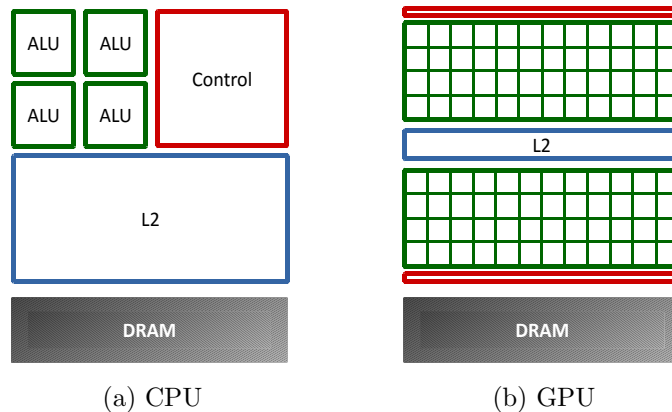 ALU
ALU
Control
ALU
ALU
L2
DRAM
(a) CPU
L2
DRAM
(b) GPU